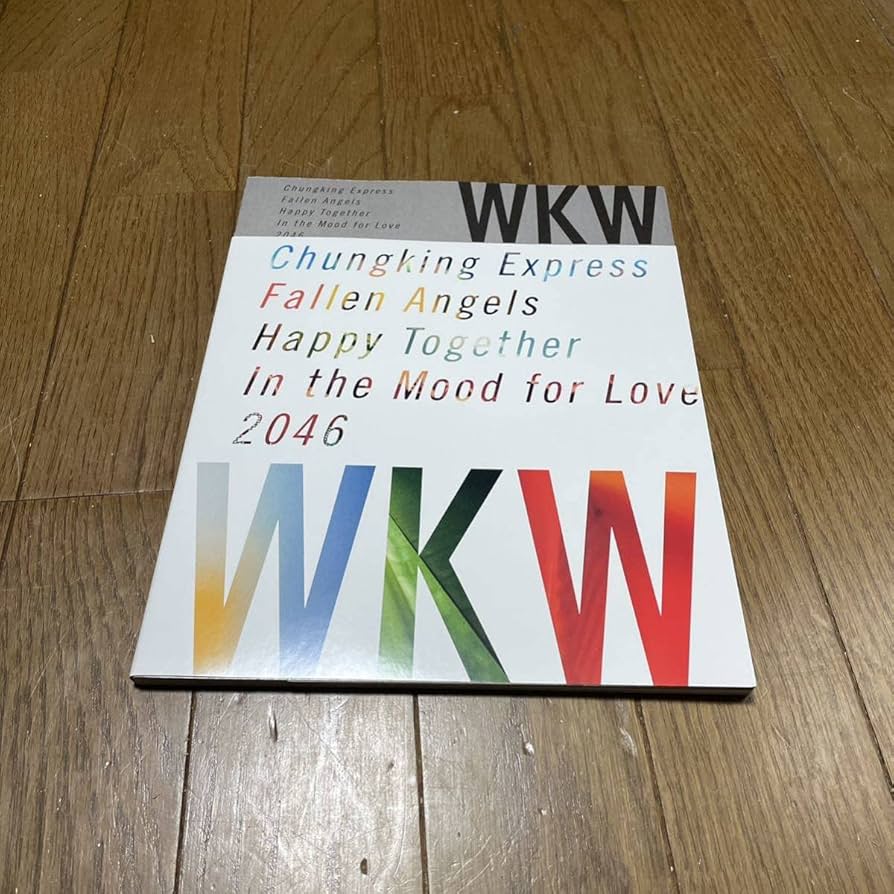 Chungking Express
Fallen Angels
Happy Together
In the Mood for Love
2046
WKW
Chungking Express
Fallen Angels
Happy Together
In the Mood for Love
2046
WKW